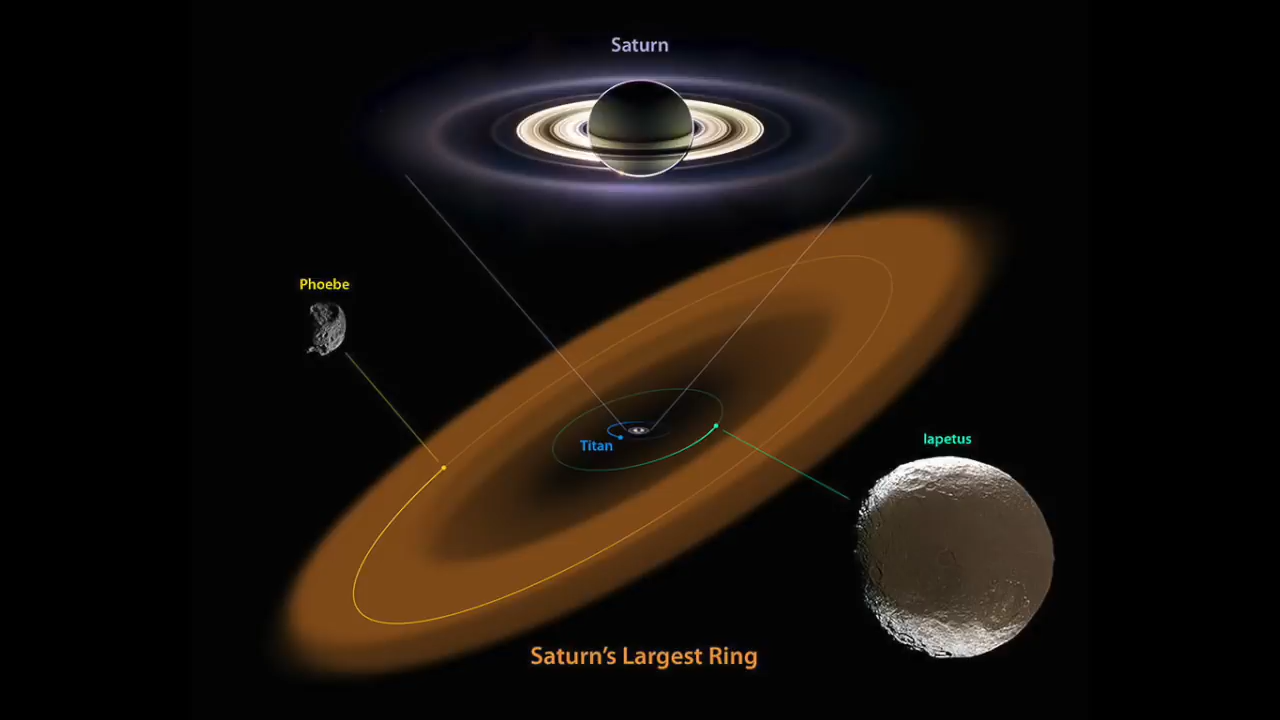 Saturn
Phoebe
Titan
Iapetus
Saturn's Largest Ring